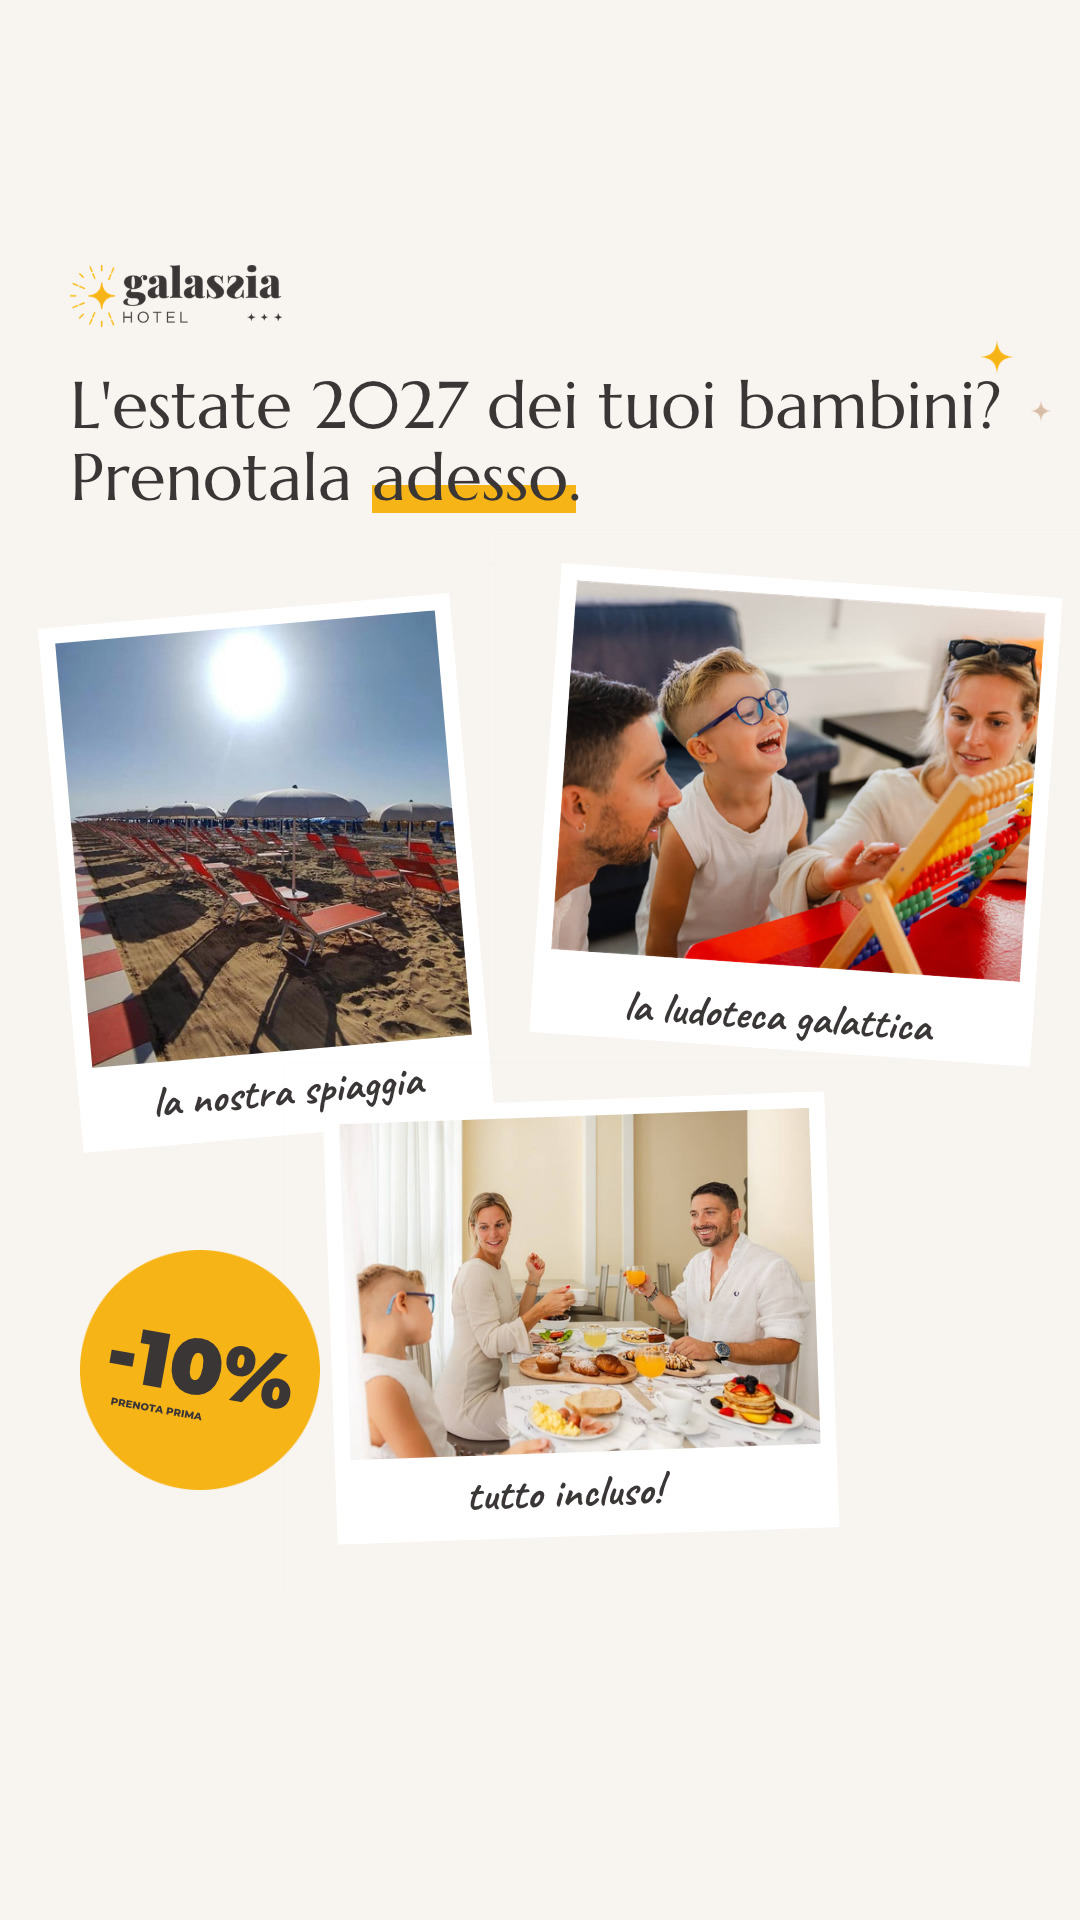 galassia
HOTEL
L'estate 2027 dei tuoi bambini?
Prenotala adesso.
la nostra spiaggia
la ludoteca galattica
-10%
PRENOTA PRIMA
tutto incluso!